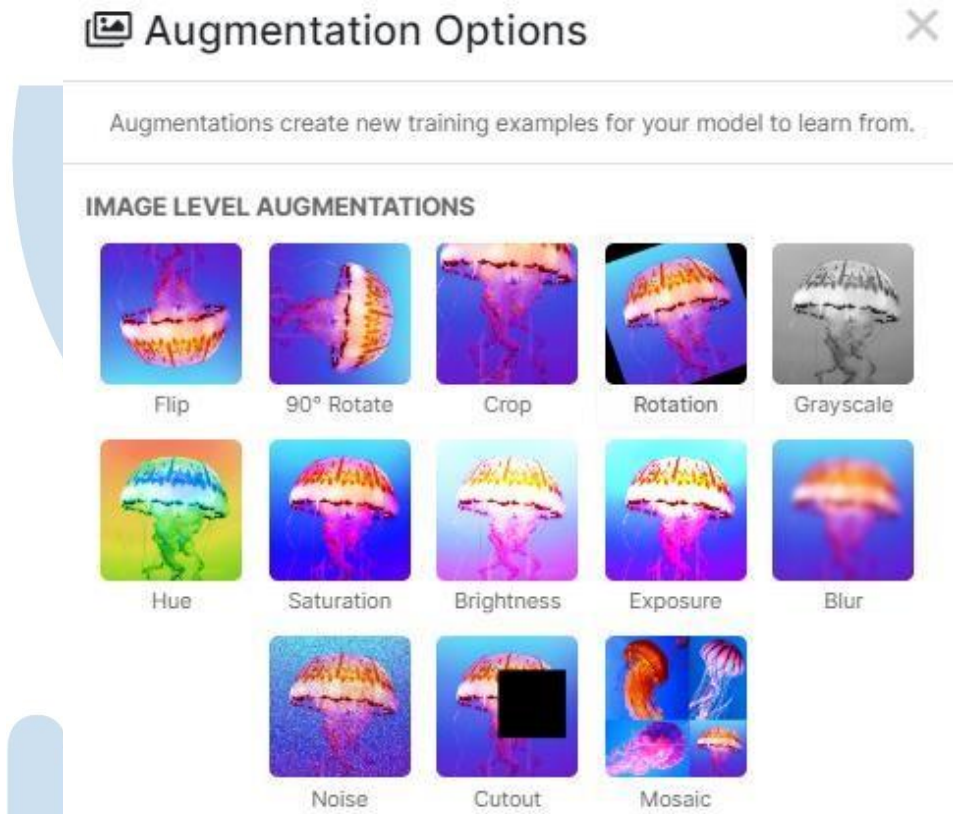 Augmentation Options
Augmentations create new training examples for your model to learn from.
IMAGE LEVEL AUGMENTATIONS
Flip
90° Rotate
Crop
Rotation
Grayscale
Hue
Saturation
Brightness
Exposure
Blur
Noise
Cutout
Mosaic